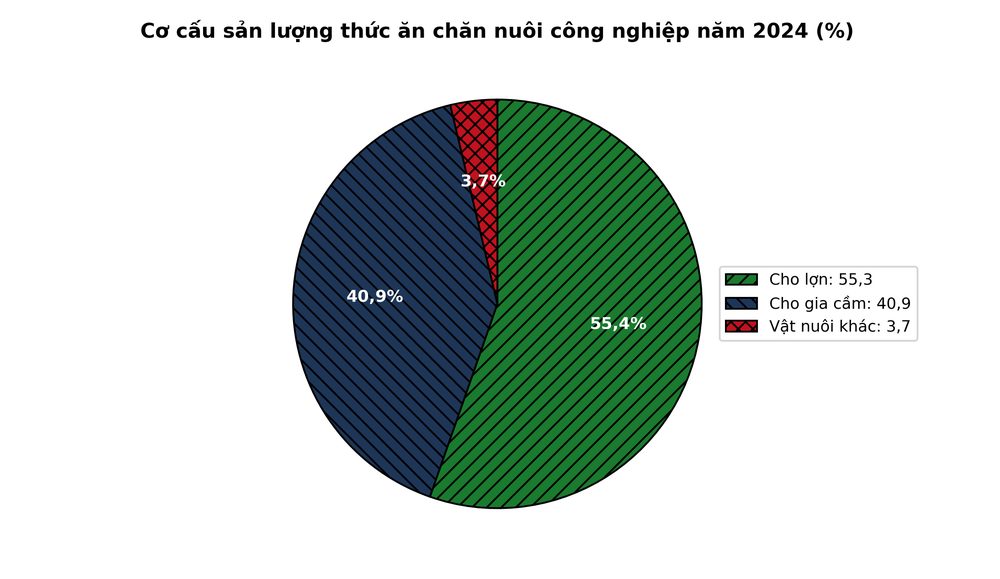 Cơ cấu sản lượng thức ăn chăn nuôi công nghiệp năm 2024 (%)
3,7%
40,9%
55,4%
Cho lợn: 55,3
Cho gia cầm: 40,9
Vật nuôi khác: 3,7